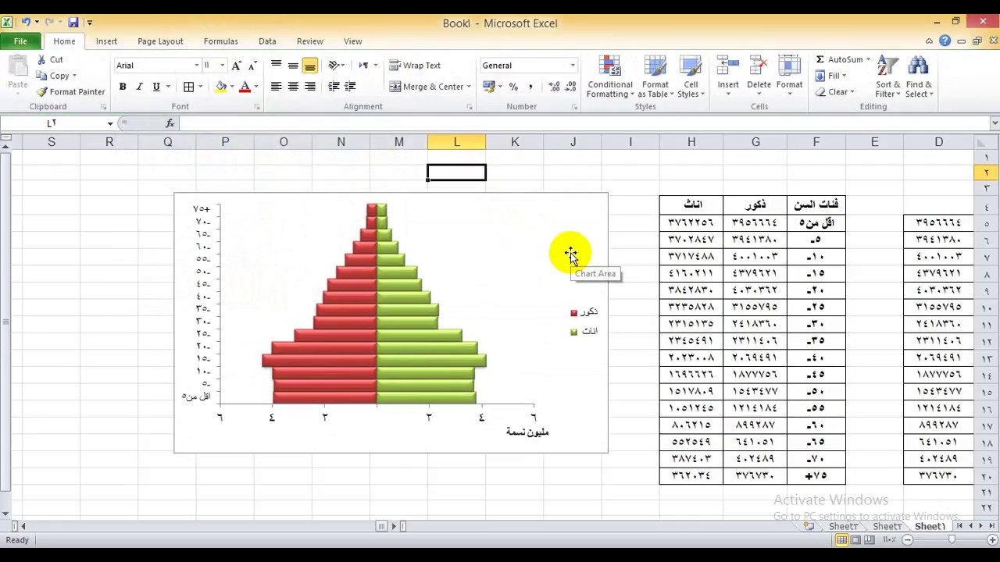 Book1 - Microsoft Excel
File Home Insert Page Layout Formulas Data Review View
Cut
Copy
Format Painter
Paste
Clipboard
Arial 11
B I U
Font
Wrap Text
Merge & Center
Alignment
General
Number
Conditional Formatting
Format as Table
Cell Styles
Styles
Insert Delete Format
Cells
AutoSum
Fill
Clear
Sort & Filter
Find & Select
Editing
L٢
fx
S R Q P O N M L K J I H G F E D
١
٢
٣
٤
٥
٦
٧
٨
٩
١٠
١١
١٢
١٣
١٤
١٥
١٦
١٧
١٨
١٩
٢٠
٢١
٢٢
فئات السن ذكور اناث
اقل من٥ ٣٩٥٦٦٦٤ ٣٧٦٢٢٥٦
٥- ٣٩٤١٣٨٠ ٣٧٠٢٨٤٧
١٠- ٤٠٠١٠٠٣ ٣٧١٧٤٨٨
١٥- ٤٣٧٩٦٢١ ٤١٦٠٢١١
٢٠- ٤٠٣٠٣٦٢ ٣٨٤٢٨٣٠
٢٥- ٣١٥٥٧٩٥ ٣٢٣٥٨٢٨
٣٠- ٢٤١٨٣٦٠ ٢٣١٥١٣٥
٣٥- ٢٣١١٤٠٦ ٢٣٤٥٤٩١
٤٠- ٢٠٦٩٤٩١ ٢٠٢٣٠٠٨
٤٥- ١٨٧٧٧٥٦ ١٦٩٦٦٢٦
٥٠- ١٥٤٣٤٧٧ ١٥١٧٨٠٩
٥٥- ١٢١٤١٨٤ ١٠٥١٢٤٥
٦٠- ٨٩٩٢٨٧ ٨٠٦٢١٥
٦٥- ٦٤١٠٥١ ٥٥٢٥٤٩
٧٠- ٤٠٢٤٨٩ ٣٨٧٤٠٣
٧٥+ ٣٧٦٧٣٠ ٣٦٢٠٣٤
٣٩٥٦٦٦٤
٣٩٤١٣٨٠
٤٠٠١٠٠٣
٤٣٧٩٦٢١
٤٠٣٠٣٦٢
٣١٥٥٧٩٥
٢٤١٨٣٦٠
٢٣١١٤٠٦
٢٠٦٩٤٩١
١٨٧٧٧٥٦
١٥٤٣٤٧٧
١٢١٤١٨٤
٨٩٩٢٨٧
٦٤١٠٥١
٤٠٢٤٨٩
٣٧٦٧٣٠
٧٥+
٧٠-
٦٥-
٦٠-
٥٥-
٥٠-
٤٥-
٤٠-
٣٥-
٣٠-
٢٥-
٢٠-
١٥-
١٠-
٥-
اقل من٥
٦ ٤ ٢ ٢ ٤ ٦
مليون نسمة
ذكور
اناث
Chart Area
Activate Windows
Go to PC settings to activate Windows.
Sheet٣ Sheet٢ Sheet١
Ready
١١٠%